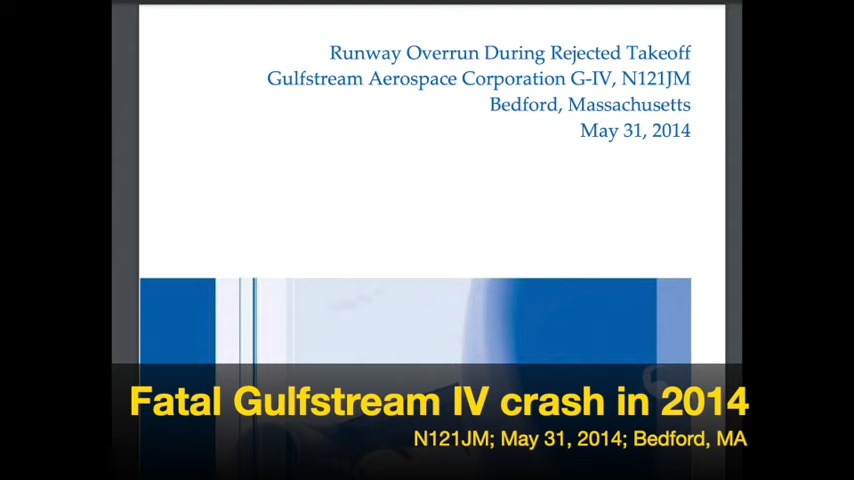 Runway Overrun During Rejected Takeoff
Gulfstream Aerospace Corporation G-IV, N121JM
Bedford, Massachusetts
May 31, 2014
Fatal Gulfstream IV crash in 2014
N121JM; May 31, 2014; Bedford, MA